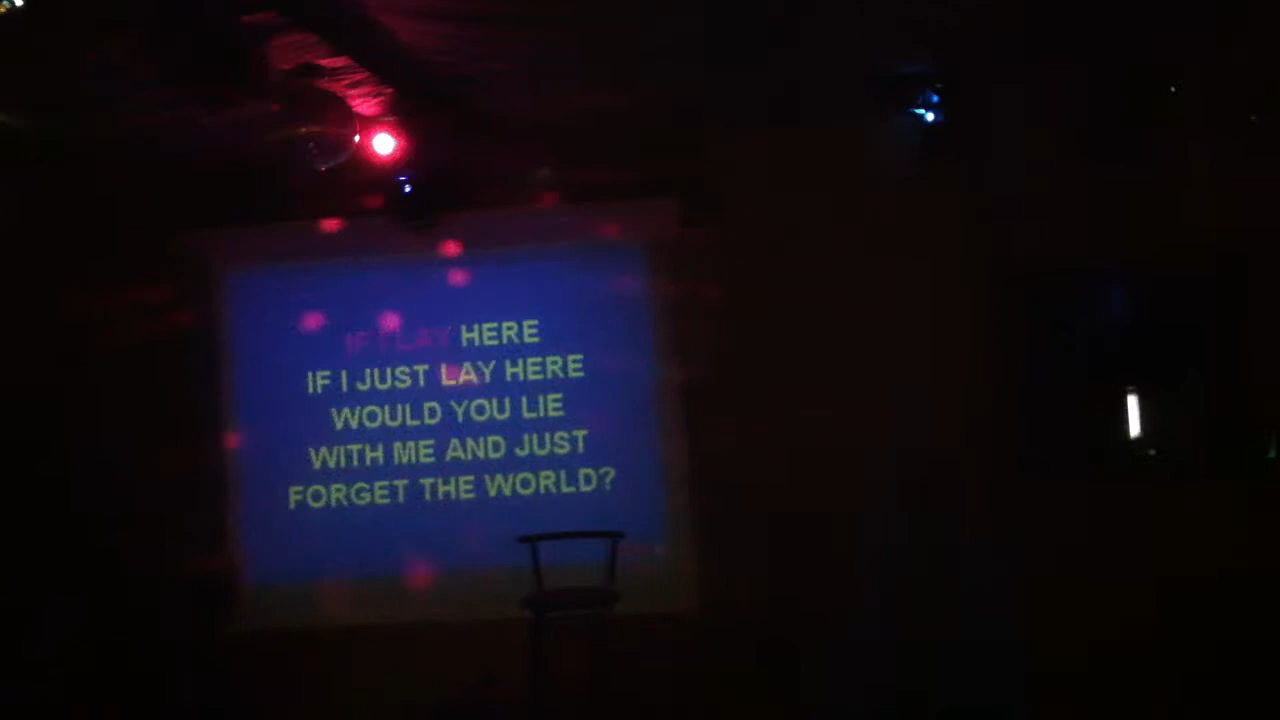 IF I LAY HERE
IF I JUST LAY HERE
WOULD YOU LIE
WITH ME AND JUST
FORGET THE WORLD?